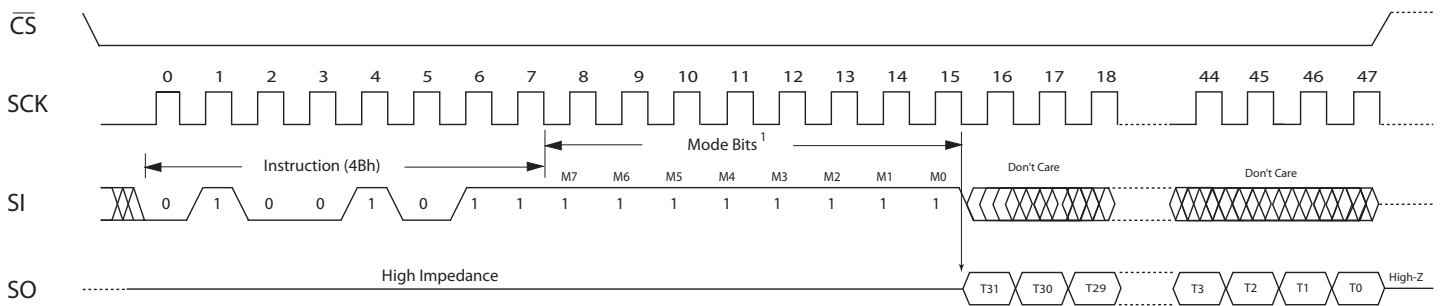 CS
0 1 2 3 4 5 6 7 8 9 10 11 12 13 14 15 16 17 18 44 45 46 47
SCK
Instruction (4Bh) Mode Bits 1
M7 M6 M5 M4 M3 M2 M1 M0 Don't Care Don't Care
SI 0 1 0 0 1 0 1 1 1 1 1 1 1 1 1 1
High Impedance
SO T31 T30 T29 T3 T2 T1 T0 High-Z